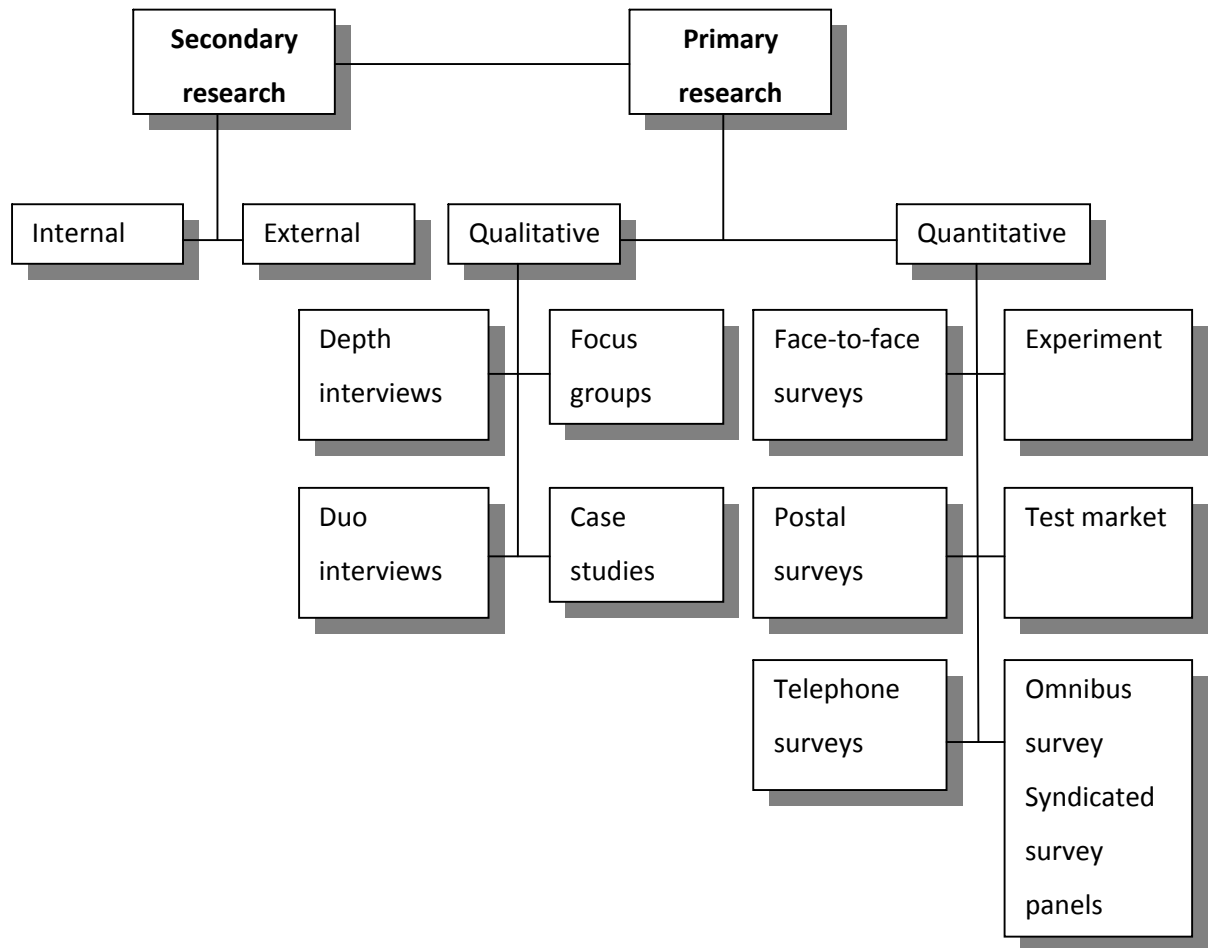 Secondary
research
Primary
research
Internal
External
Qualitative
Quantitative
Depth
interviews
Focus
groups
Face-to-face
surveys
Experiment
Duo
interviews
Case
studies
Postal
surveys
Test market
Telephone
surveys
Omnibus
survey
Syndicated
survey
panels